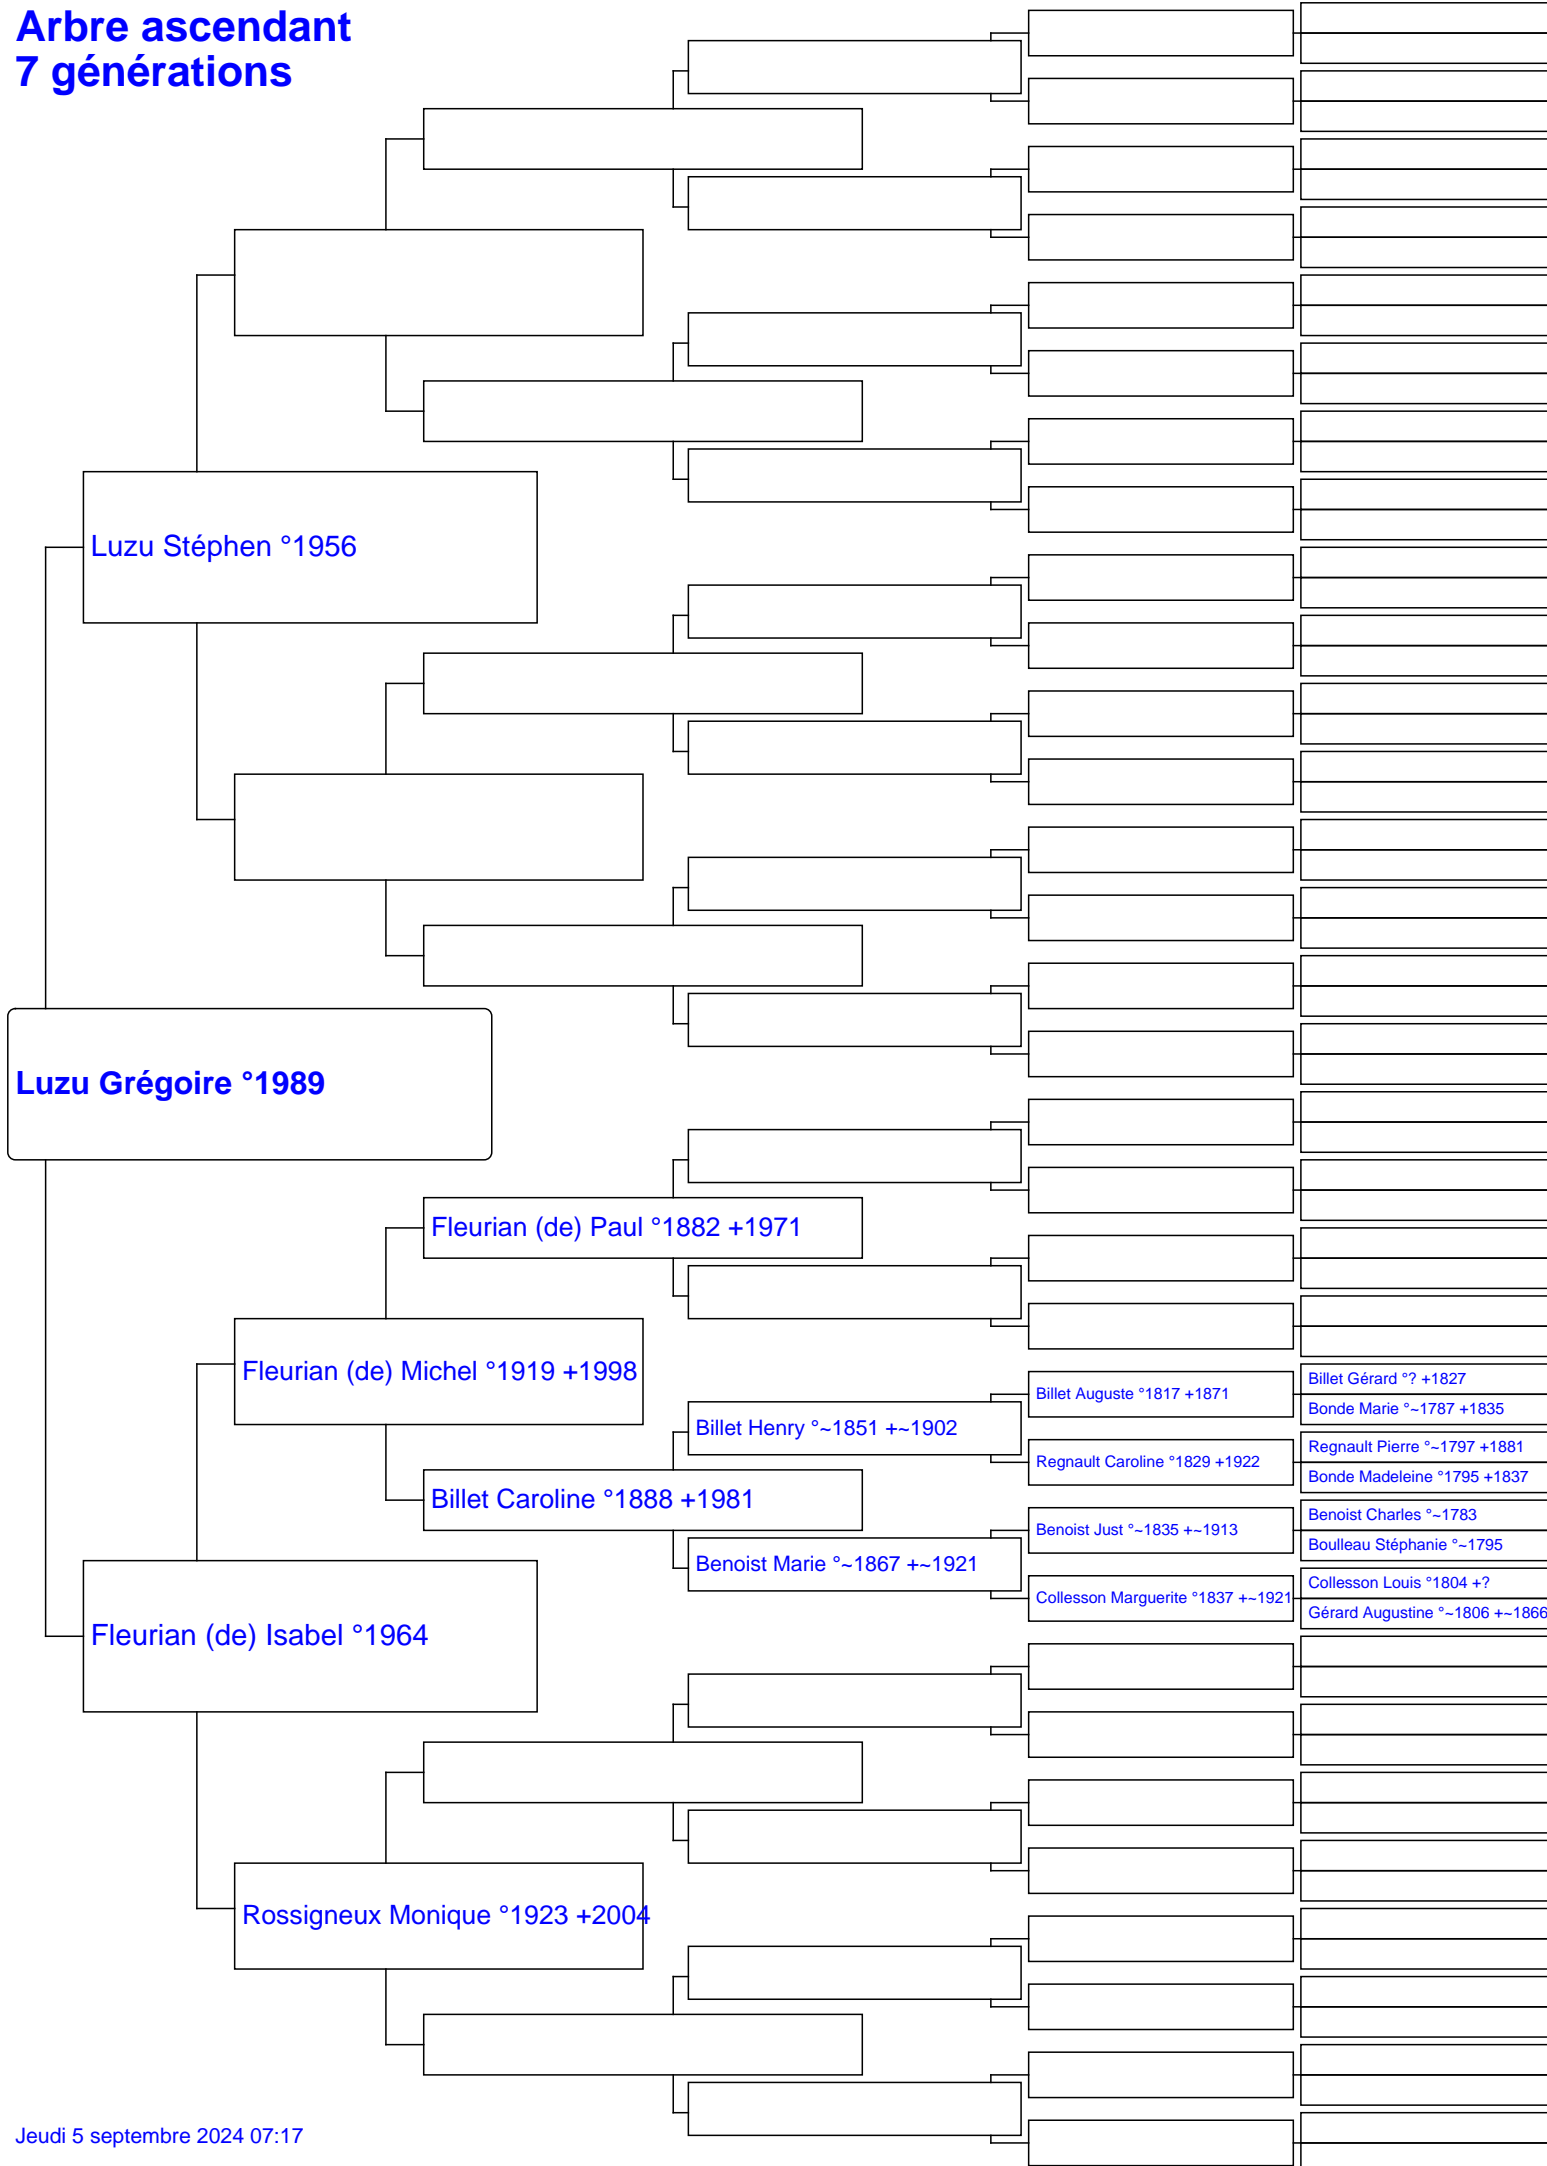 Arbre ascendant
7 générations
Luzu Stéphen °1956
Luzu Grégoire °1989
Fleurian (de) Paul °1882 +1971
Fleurian (de) Michel °1919 +1998
Billet Gérard °? +1827
Billet Auguste °1817 +1871
Bonde Marie °~1787 +1835
Billet Henry °~1851 +~1902
Regnault Pierre °~1797 +1881
Regnault Caroline °1829 +1922
Bonde Madeleine °1795 +1837
Billet Caroline °1888 +1981
Benoist Charles °~1783
Benoist Just °~1835 +~1913
Boulleau Stéphanie °~1795
Benoist Marie °~1867 +~1921
Collesson Louis °1804 +?
Collesson Marguerite °1837 +~1921
Gérard Augustine °~1806 +~1866
Fleurian (de) Isabel °1964
Rossigneux Monique °1923 +2004
Jeudi 5 septembre 2024 07:17